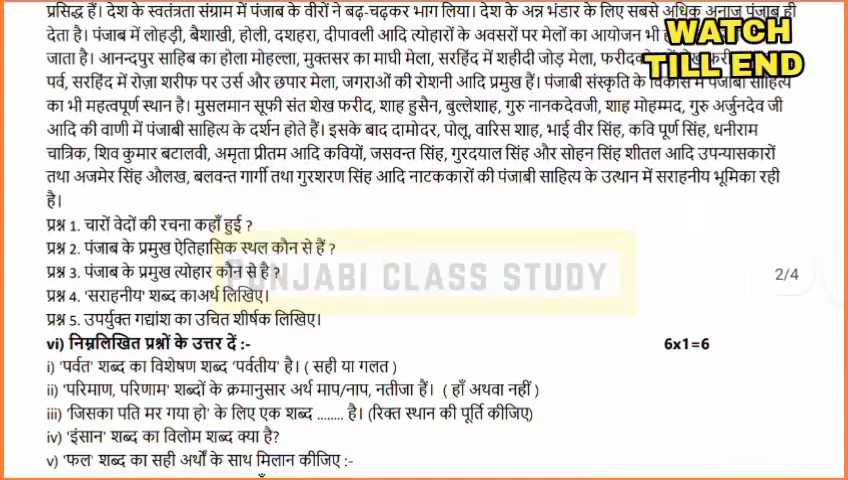 प्रसिद्ध हैं। देश के स्वतंत्रता संग्राम में पंजाब के वीरों ने बढ़-चढ़कर भाग लिया। देश के अन्न भंडार के लिए सबसे अधिक अनाज पंजाब ही
देता है। पंजाब में लोहड़ी, बैशाखी, होली, दशहरा, दीपावली आदि त्योहारों के अवसरों पर मेलों का आयोजन भी
WATCH
जाता है। आनन्दपुर साहिब का होला मोहल्ला, मुक्तसर का माघी मेला, सरहिंद में शहीदी जोड़ मेला,
TILL END
पर्व, सरहिंद में रोज़ा शरीफ पर उर्स और छपार मेला, जगराओं की रोशनी आदि प्रमुख हैं। पंजाबी संस्कृति के विकास में पंजाबी साहित्य
का भी महत्वपूर्ण स्थान है। मुसलमान सूफी संत शेख फरीद, शाह हुसैन, बुल्लेशाह, गुरु नानकदेवजी, शाह मोहम्मद, गुरु अर्जुनदेव जी
आदि की वाणी में पंजाबी साहित्य के दर्शन होते हैं। इसके बाद दामोदर, पोलू, वारिस शाह, भाई वीर सिंह, कवि पूर्ण सिंह, धनीराम
चात्रिक, शिव कुमार बटालवी, अमृता प्रीतम आदि कवियों, जसवन्त सिंह, गुरदयाल सिंह और सोहन सिंह शीतल आदि उपन्यासकारों
तथा अजमेर सिंह औलख, बलवन्त गार्गी तथा गुरशरण सिंह आदि नाटककारों की पंजाबी साहित्य के उत्थान में सराहनीय भूमिका रही
है।
प्रश्न 1. चारों वेदों की रचना कहाँ हुई ?
प्रश्न 2. पंजाब के प्रमुख ऐतिहासिक स्थल कौन से हैं ?
प्रश्न 3. पंजाब के प्रमुख त्योहार कौन से है ?
PUNJABI CLASS STUDY
2/4
प्रश्न 4. 'सराहनीय' शब्द काअर्थ लिखिए।
प्रश्न 5. उपर्युक्त गद्यांश का उचित शीर्षक लिखिए।
vi) निम्नलिखित प्रश्नों के उत्तर दें :- 6x1=6
i) 'पर्वत' शब्द का विशेषण शब्द 'पर्वतीय' है। ( सही या गलत )
ii) 'परिमाण, परिणाम' शब्दों के क्रमानुसार अर्थ माप/नाप, नतीजा हैं। ( हाँ अथवा नहीं )
iii) 'जिसका पति मर गया हो' के लिए एक शब्द ........ है। (रिक्त स्थान की पूर्ति कीजिए)
iv) 'इंसान' शब्द का विलोम शब्द क्या है?
v) 'फल' शब्द का सही अर्थों के साथ मिलान कीजिए :-